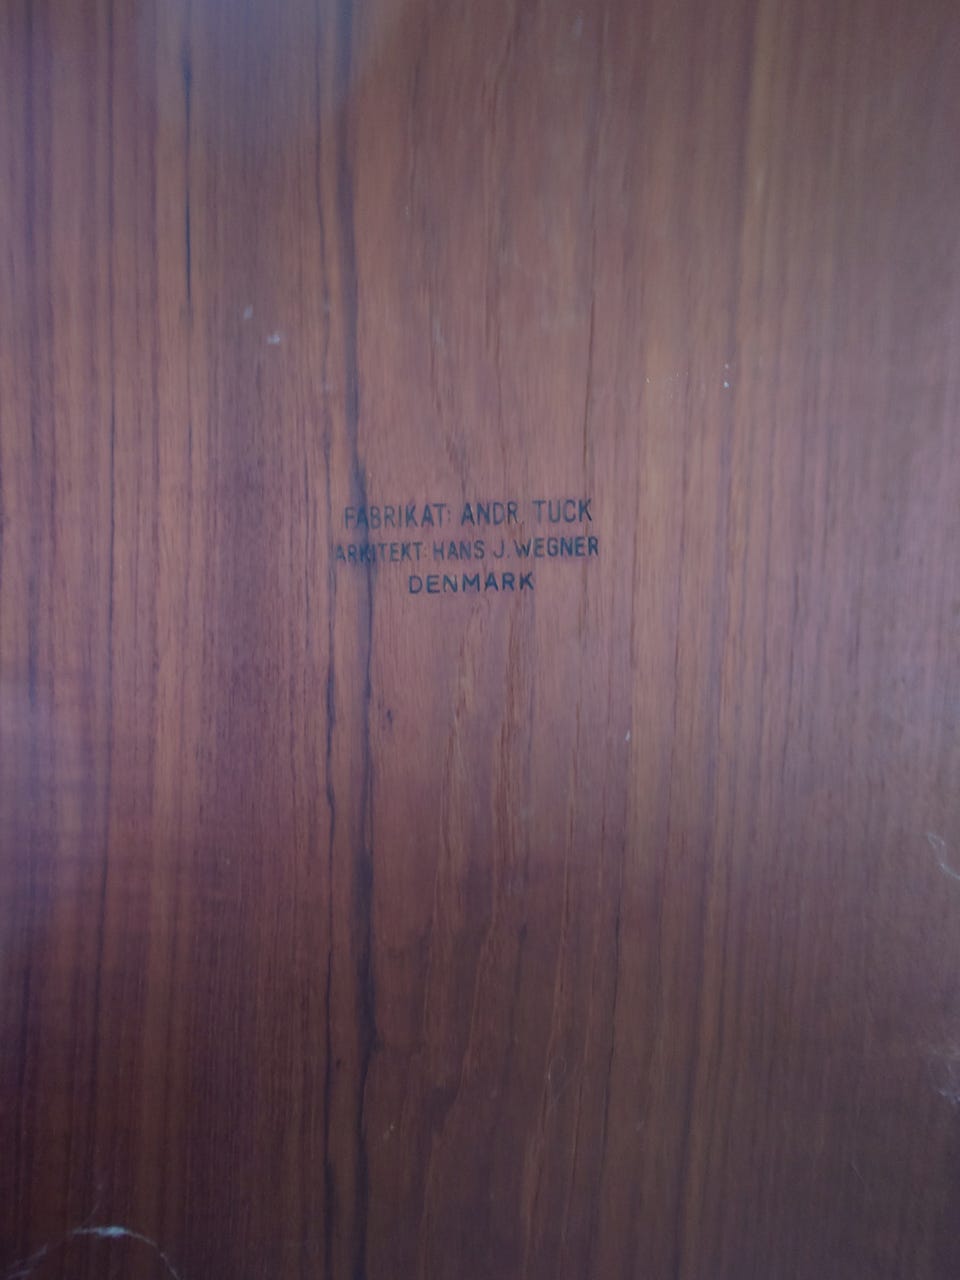 FABRIKAT: ANDR. TUCK
ARKITEKT: HANS J. WEGNER
DENMARK